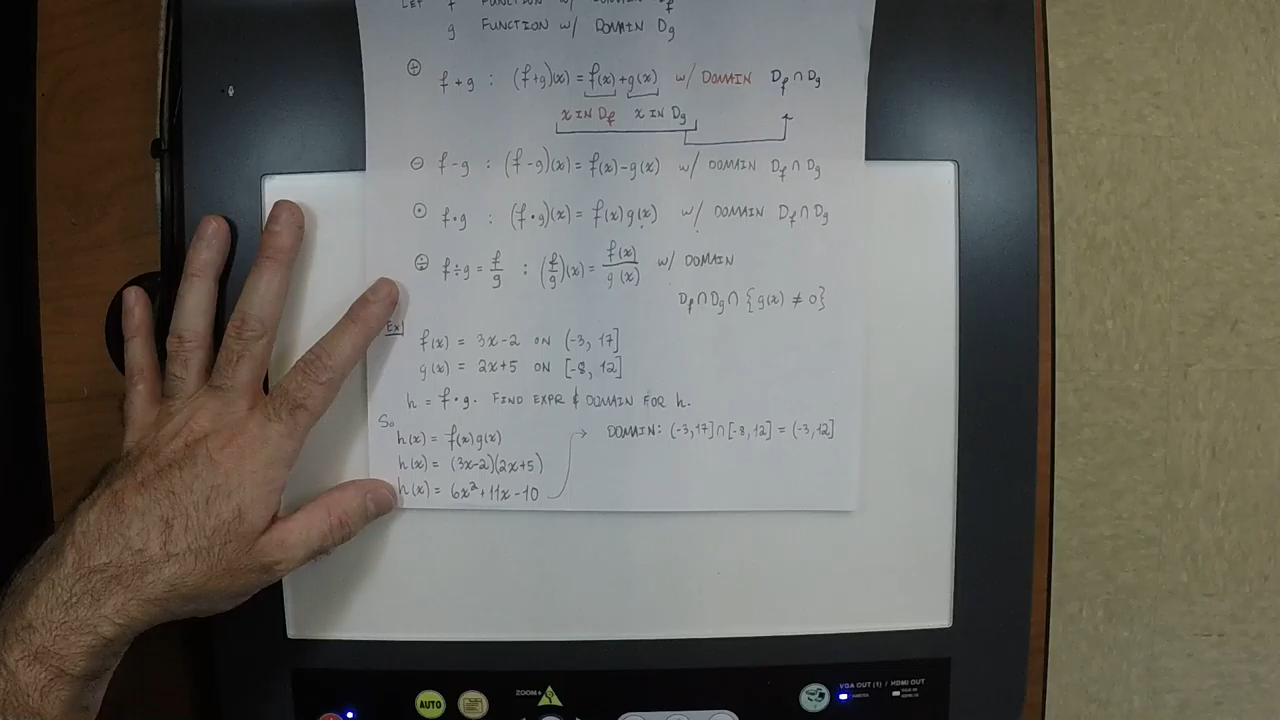 g FUNCTION w/ DOMAIN Dg
⊕ f+g : (f+g)(x) = f(x)+g(x) w/ DOMAIN Df ∩ Dg
x IN Df x IN Dg
⊖ f-g : (f-g)(x) = f(x)-g(x) w/ DOMAIN Df ∩ Dg
⊙ f·g : (f·g)(x) = f(x)g(x) w/ DOMAIN Df ∩ Dg
f÷g = f/g : (f/g)(x) = f(x)/g(x) w/ DOMAIN
Df ∩ Dg ∩ {g(x) ≠ 0}
Ex
f(x) = 3x-2 ON (-3, 17]
g(x) = 2x+5 ON [-8, 12]
h = f·g. FIND EXPR & DOMAIN FOR h.
So
h(x) = f(x)g(x)
h(x) = (3x-2)(2x+5)
h(x) = 6x²+11x-10
→ DOMAIN: (-3,17]∩[-8,12] = (-3,12]
ZOOM+
AUTO
VGA OUT (1) / HDMI OUT